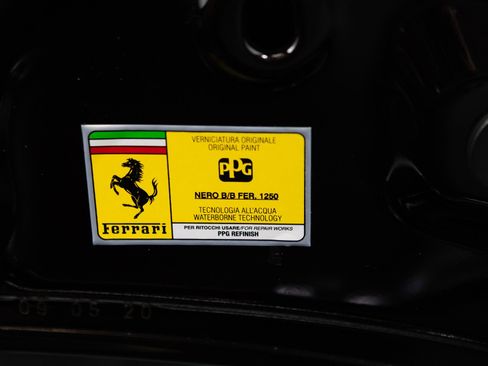 VERNICIATURA ORIGINALE
ORIGINAL PAINT
PPG
NERO B/B FER. 1250
TECNOLOGIA ALL'ACQUA
WATERBORNE TECHNOLOGY
Ferrari
PER RITOCCHI USARE/FOR REPAIR WORKS
PPG REFINISH
09 05 20